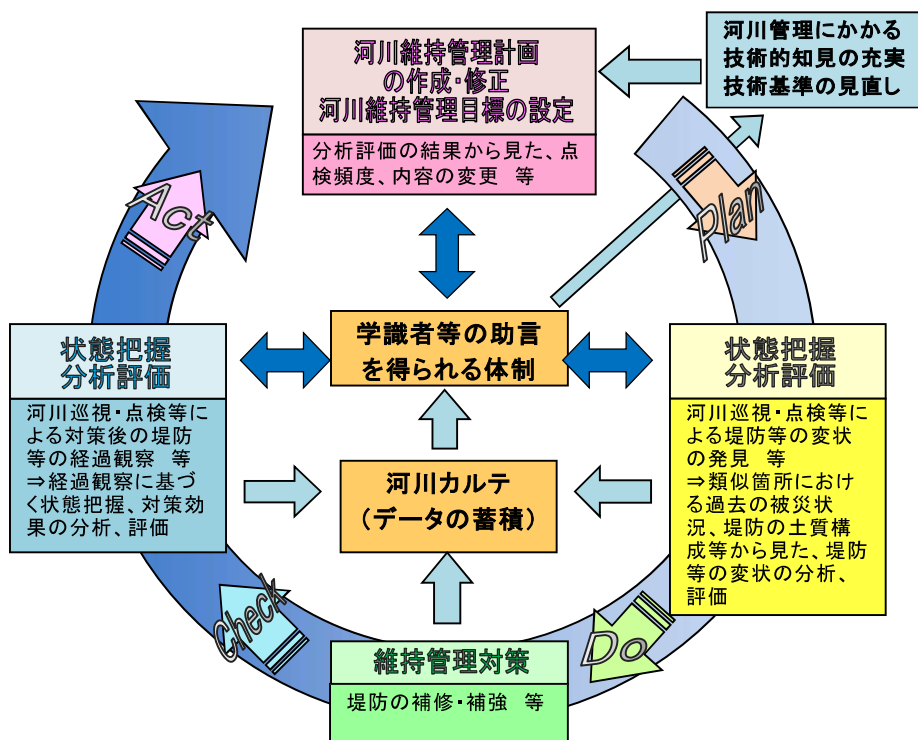 河川維持管理計画
の作成･修正
河川維持管理目標の設定
分析評価の結果から見た、点
検頻度、内容の変更　等
河川管理にかかる
技術的知見の充実
技術基準の見直し
Act
Plan
学識者等の助言
を得られる体制
状態把握
分析評価
河川巡視･点検等に
よる対策後の堤防
等の経過観察　等
⇒経過観察に基づ
く状態把握、対策効
果の分析、評価
状態把握
分析評価
河川巡視･点検等に
よる堤防等の変状
の発見　等
⇒類似箇所におけ
る過去の被災状
況、堤防の土質構
成等から見た、堤防
等の変状の分析、
評価
河川カルテ
（データの蓄積）
Check
Do
維持管理対策
堤防の補修･補強　等